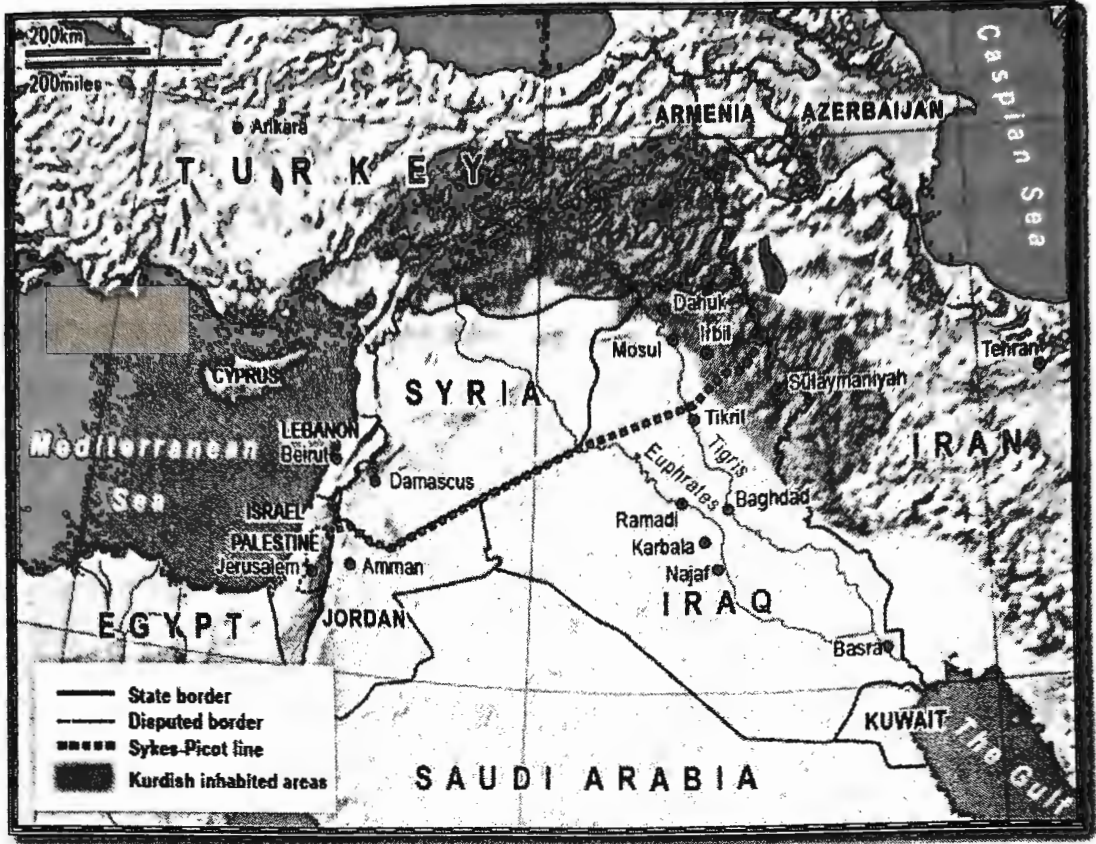 200km
200miles
Caspian Sea
ARMENIA
AZERBAIJAN
Ankara
TURKEY
Dahuk
Irbil
Mosul
Tehran
CYPRUS
SYRIA
Sulaymaniyah
Tikrit
LEBANON
Beirut
IRAN
Mediterranean
Sea
Tigris
Euphrates
Damascus
Baghdad
ISRAEL
Ramadi
PALESTINE
Karbala
Jerusalem
Amman
Najaf
IRAQ
EGYPT
JORDAN
Basra
State border
Disputed border
Sykes-Picot line
Kurdish inhabited areas
KUWAIT
The Gulf
SAUDI ARABIA